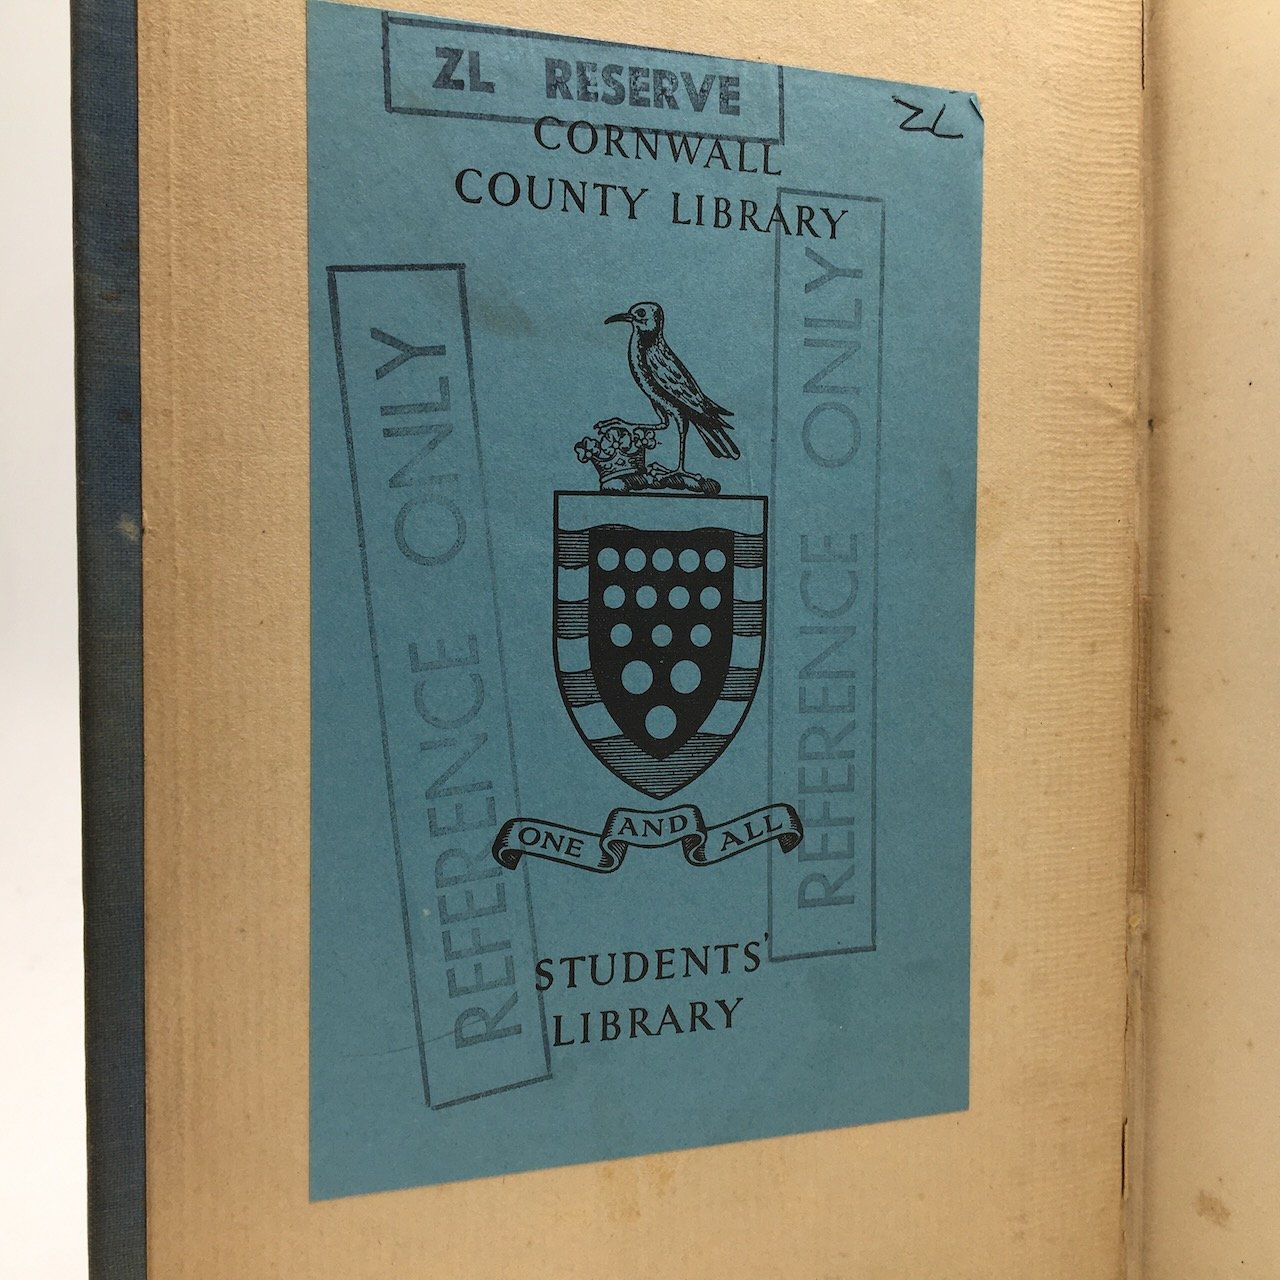 ZL RESERVE
ZL
CORNWALL
COUNTY LIBRARY
REFERENCE ONLY
REFERENCE ONLY
ONE AND ALL
STUDENTS'
LIBRARY